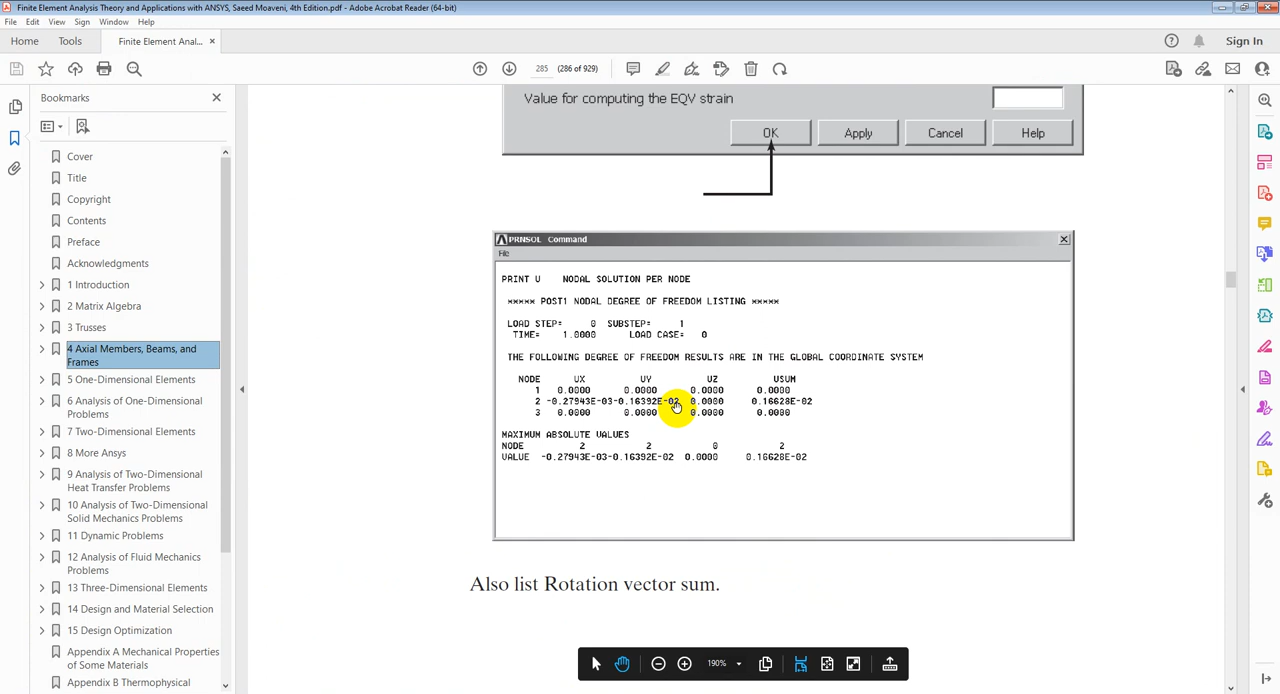 Finite Element Analysis Theory and Applications with ANSYS, Saeed Moaveni, 4th Edition.pdf - Adobe Acrobat Reader (64-bit)
File Edit View Sign Window Help
Home Tools Finite Element Anal... × Sign In
285 (286 of 929)
Bookmarks
Cover
Title
Copyright
Contents
Preface
Acknowledgments
1 Introduction
2 Matrix Algebra
3 Trusses
4 Axial Members, Beams, and
Frames
5 One-Dimensional Elements
6 Analysis of One-Dimensional
Problems
7 Two-Dimensional Elements
8 More Ansys
9 Analysis of Two-Dimensional
Heat Transfer Problems
10 Analysis of Two-Dimensional
Solid Mechanics Problems
11 Dynamic Problems
12 Analysis of Fluid Mechanics
Problems
13 Three-Dimensional Elements
14 Design and Material Selection
15 Design Optimization
Appendix A Mechanical Properties
of Some Materials
Appendix B Thermophysical
Value for computing the EQV strain
OK Apply Cancel Help
PRNSOL Command
File
PRINT U NODAL SOLUTION PER NODE
***** POST1 NODAL DEGREE OF FREEDOM LISTING *****
LOAD STEP= 0 SUBSTEP= 1
TIME= 1.0000 LOAD CASE= 0
THE FOLLOWING DEGREE OF FREEDOM RESULTS ARE IN THE GLOBAL COORDINATE SYSTEM
NODE UX UY UZ USUM
1 0.0000 0.0000 0.0000 0.0000
2 -0.27943E-03-0.16392E-02 0.0000 0.16628E-02
3 0.0000 0.0000 0.0000 0.0000
MAXIMUM ABSOLUTE VALUES
NODE 2 2 0 2
VALUE -0.27943E-03-0.16392E-02 0.0000 0.16628E-02
Also list Rotation vector sum.
190%